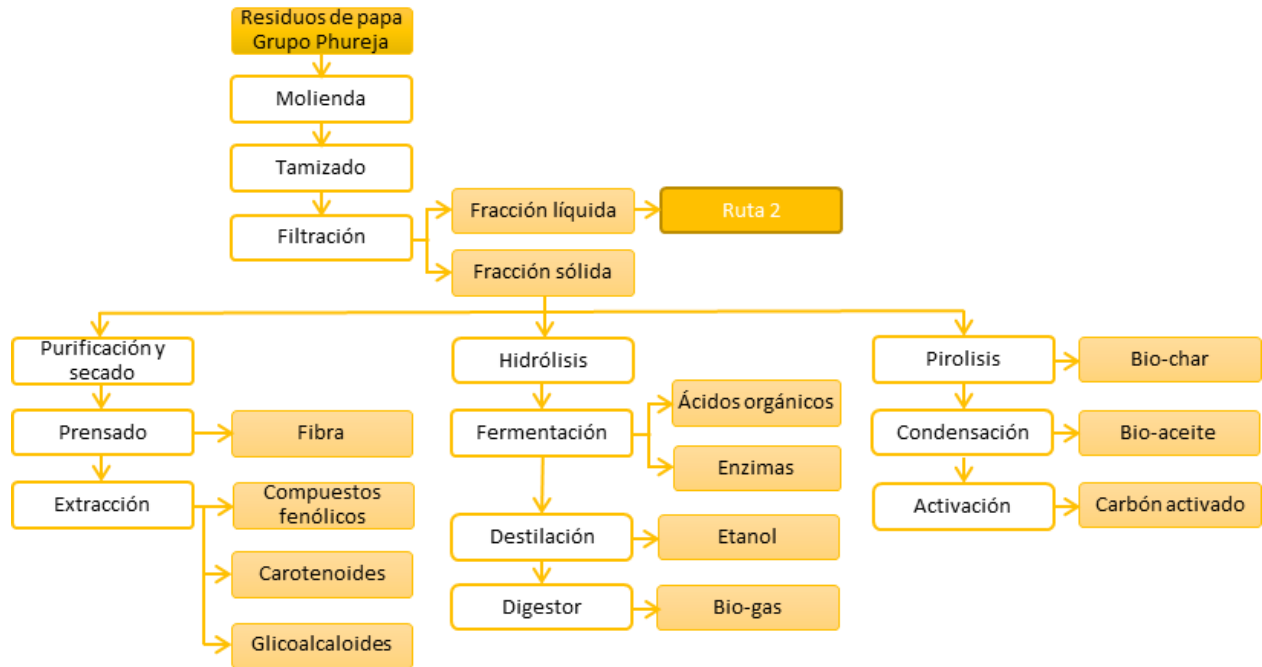 Residuos de papa
Grupo Phureja
Molienda
Tamizado
Filtración
Fracción líquida
Ruta 2
Fracción sólida
Purificación y
secado
Prensado
Fibra
Extracción
Compuestos
fenólicos
Carotenoides
Glicoalcaloides
Hidrólisis
Fermentación
Ácidos orgánicos
Enzimas
Destilación
Etanol
Digestor
Bio-gas
Pirolisis
Bio-char
Condensación
Bio-aceite
Activación
Carbón activado